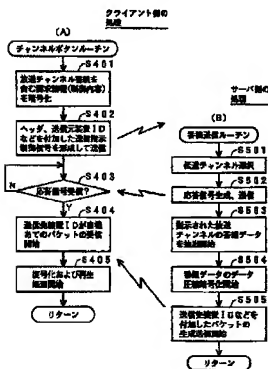 クライアント側の
処理
(A)
チャンネルボタンルーチン
S401
放送チャンネル番号を
含む要求情報(制御内容)
を暗号化
S402
ヘッダ、送信元装置ID
などを付加した送信指示
制御信号を形成して送信
S403
N
応答信号受信?
Y
S404
送信先装置IDが自機
あてのパケットの受信
開始
S405
復号化および再生
処理開始
リターン
サーバ側の
処理
(B)
番組送信ルーチン
S501
放送チャンネル選択
S502
応答信号生成、送信
S503
指示された放送
チャンネルの番組データ
を抽出開始
S504
番組データのデータ
圧縮暗号化開始
S505
送信先装置IDなどを
付加したパケットの
生成送信開始
リターン